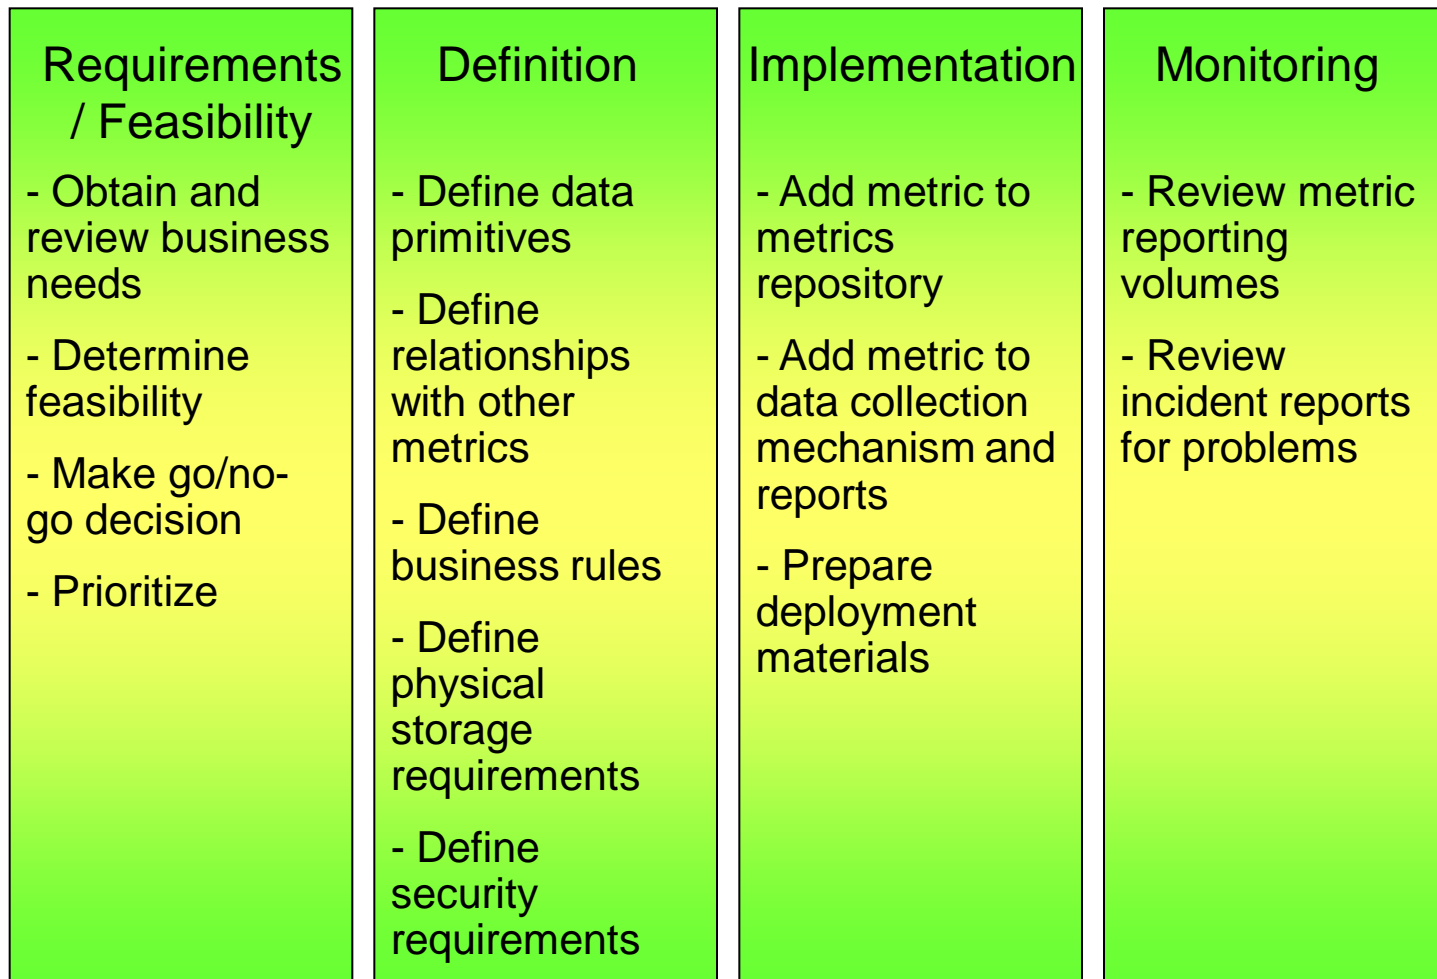 Requirements
/ Feasibility
- Obtain and
review business
needs
- Determine
feasibility
- Make go/no-
go decision
- Prioritize
Definition
- Define data
primitives
- Define
relationships
with other
metrics
- Define
business rules
- Define
physical
storage
requirements
- Define
security
requirements
Implementation
- Add metric to
metrics
repository
- Add metric to
data collection
mechanism and
reports
- Prepare
deployment
materials
Monitoring
- Review metric
reporting
volumes
- Review
incident reports
for problems